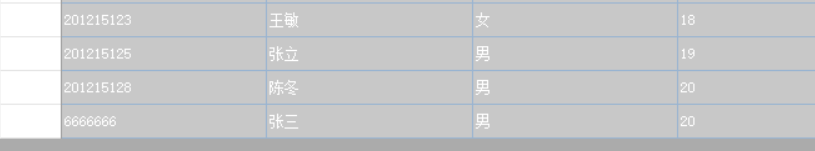 201215123 王敏 女 18
201215125 张立 男 19
201215128 陈冬 男 20
6666666 张三 男 20